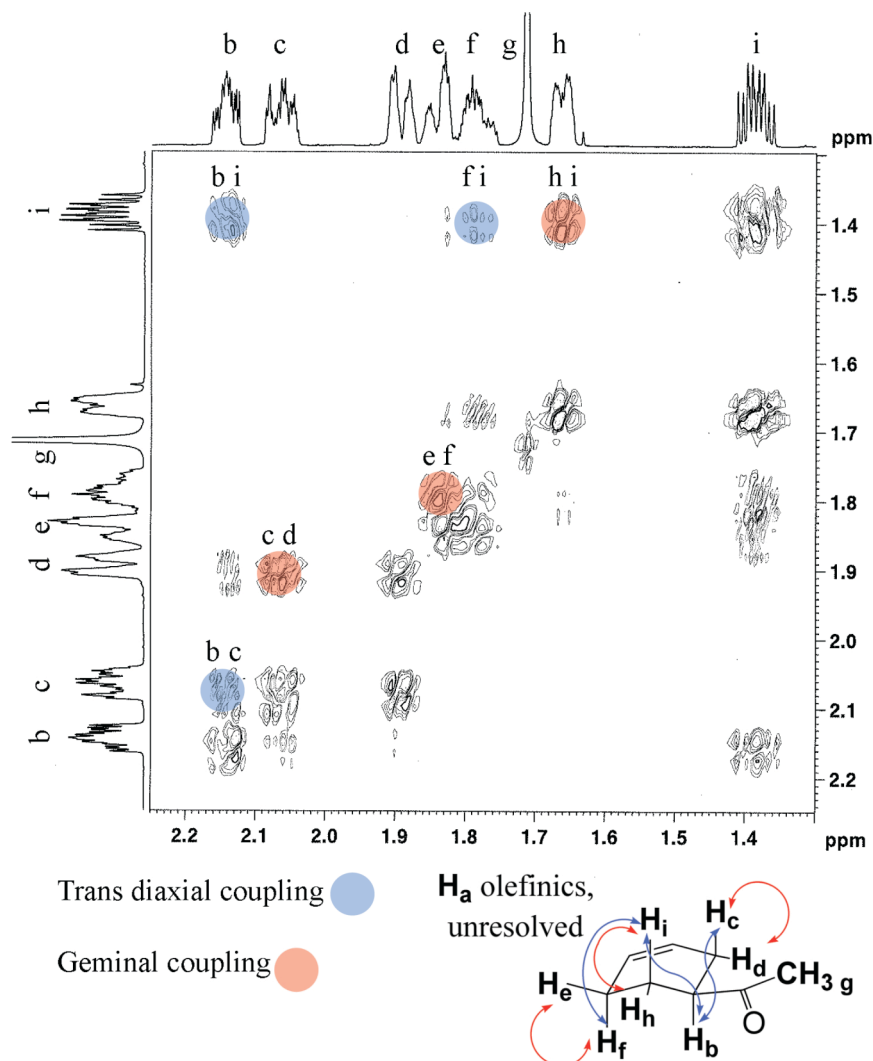 b c d e f g h i
ppm
b i f i h i
i
1.4
1.5
1.6
h
1.7
g
e f
f
1.8
e
c d
d
1.9
2.0
b c
c
2.1
b
2.2
2.2 2.1 2.0 1.9 1.8 1.7 1.6 1.5 1.4 ppm
Trans diaxial coupling
Geminal coupling
Ha olefinics,
unresolved
Hi Hc
Hd
CH3 g
He
Hh
O
Hf Hb